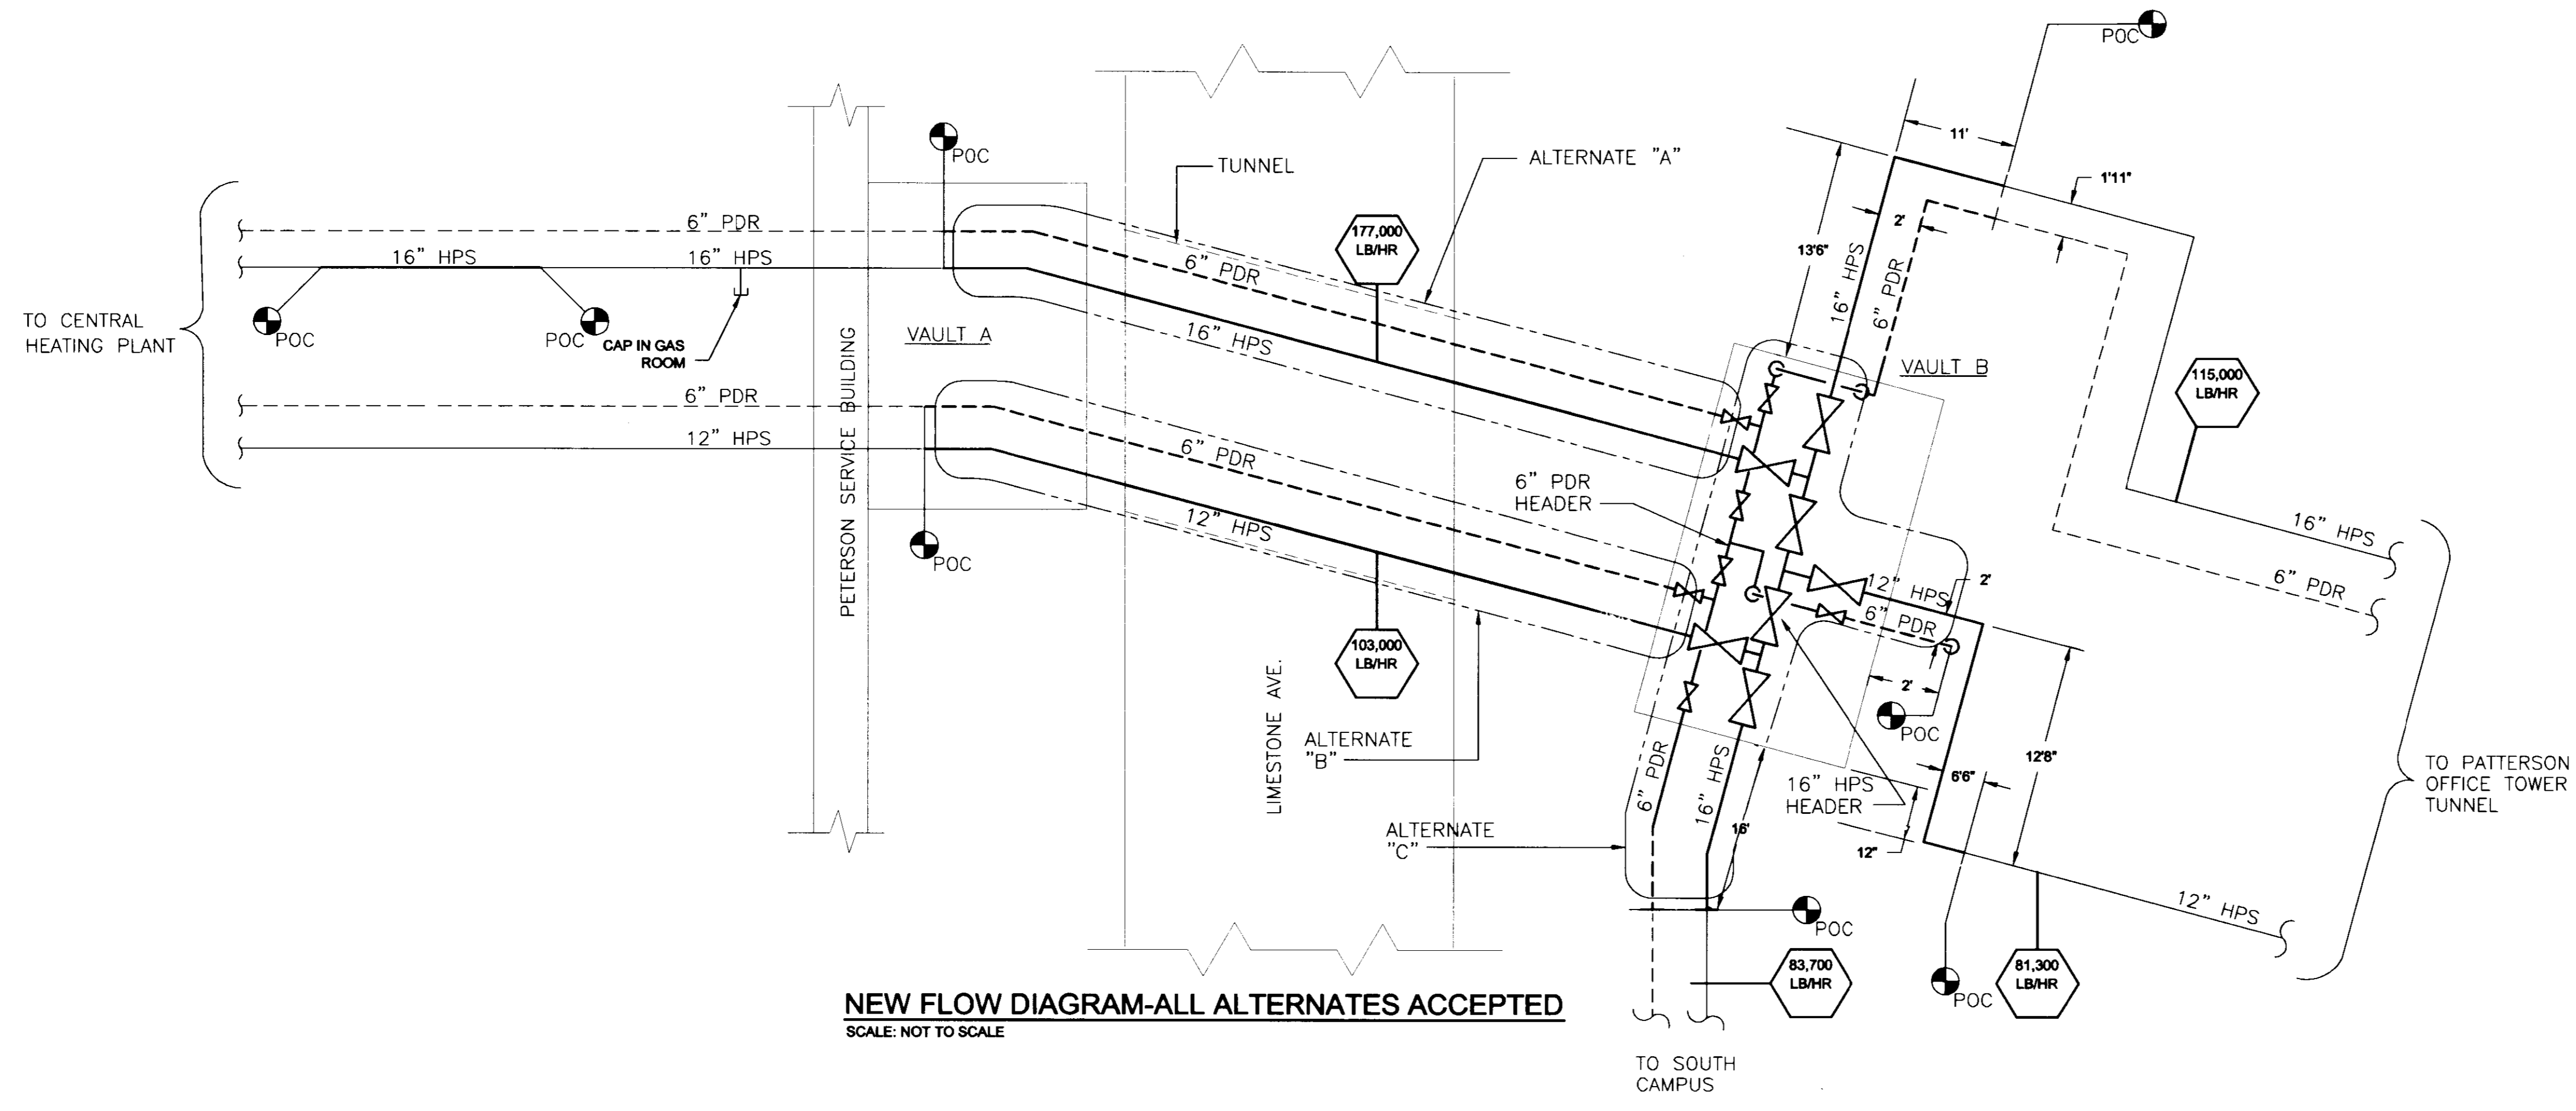 POC
11'
1'11"
POC
TUNNEL
ALTERNATE "A"
2'
13'6"
177,000
LB/HR
6" PDR
16" HPS
16" HPS
6" PDR
16" HPS
6" PDR
TO CENTRAL
HEATING PLANT
POC
POC
CAP IN GAS
ROOM
PETERSON SERVICE BUILDING
VAULT A
16" HPS
VAULT B
115,000
LB/HR
6" PDR
12" HPS
6" PDR
12" HPS
6" PDR
HEADER
16" HPS
6" PDR
POC
12" HPS
2'
6" PDR
103,000
LB/HR
LIMESTONE AVE.
2'
POC
ALTERNATE
"B"
6" PDR
16" HPS
16" HPS
HEADER
6'6"
12'8"
TO PATTERSON
OFFICE TOWER
TUNNEL
ALTERNATE
"C"
16'
12"
12" HPS
POC
83,700
LB/HR
POC
81,300
LB/HR
NEW FLOW DIAGRAM-ALL ALTERNATES ACCEPTED
SCALE: NOT TO SCALE
TO SOUTH
CAMPUS